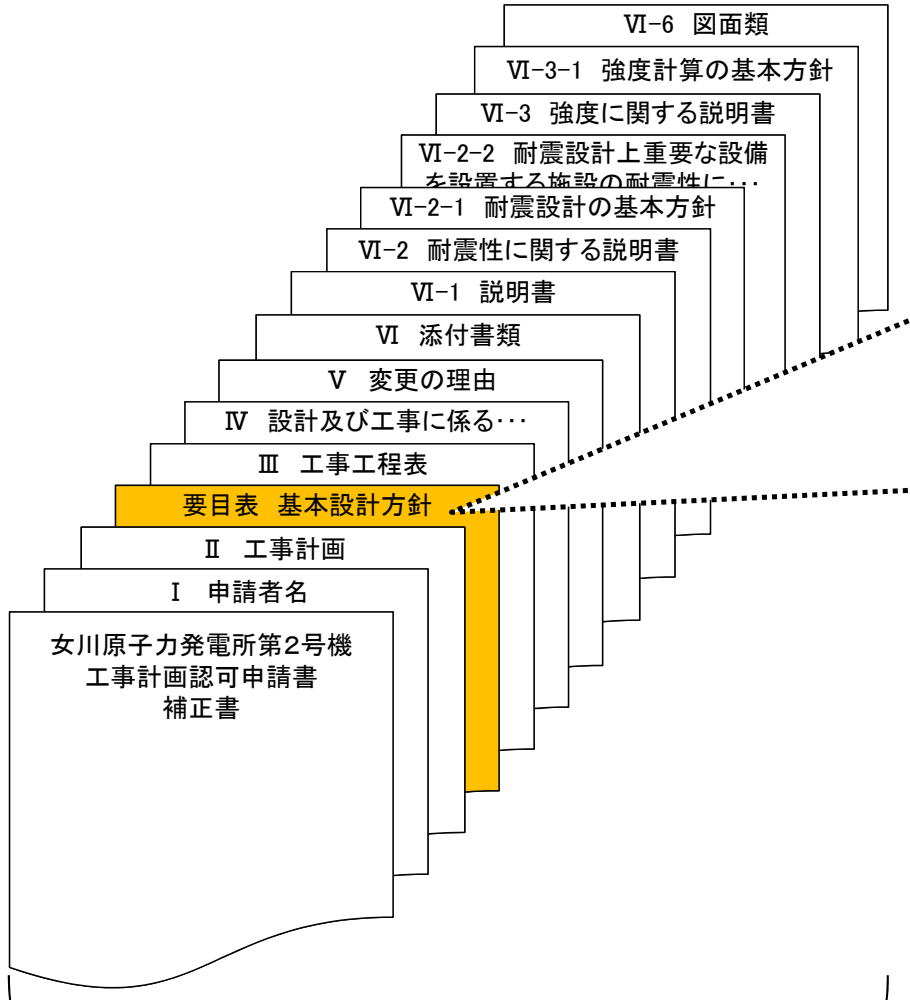 Ⅵ-6 図面類
Ⅵ-3-1 強度計算の基本方針
Ⅵ-3 強度に関する説明書
Ⅵ-2-2 耐震設計上重要な設備
を設置する施設の耐震性に･･･
Ⅵ-2-1 耐震設計の基本方針
Ⅵ-2 耐震性に関する説明書
Ⅵ-1 説明書
Ⅵ 添付書類
Ⅴ 変更の理由
Ⅳ 設計及び工事に係る･･･
Ⅲ 工事工程表
要目表 基本設計方針
Ⅱ 工事計画
Ⅰ 申請者名
女川原子力発電所第2号機
工事計画認可申請書
補正書